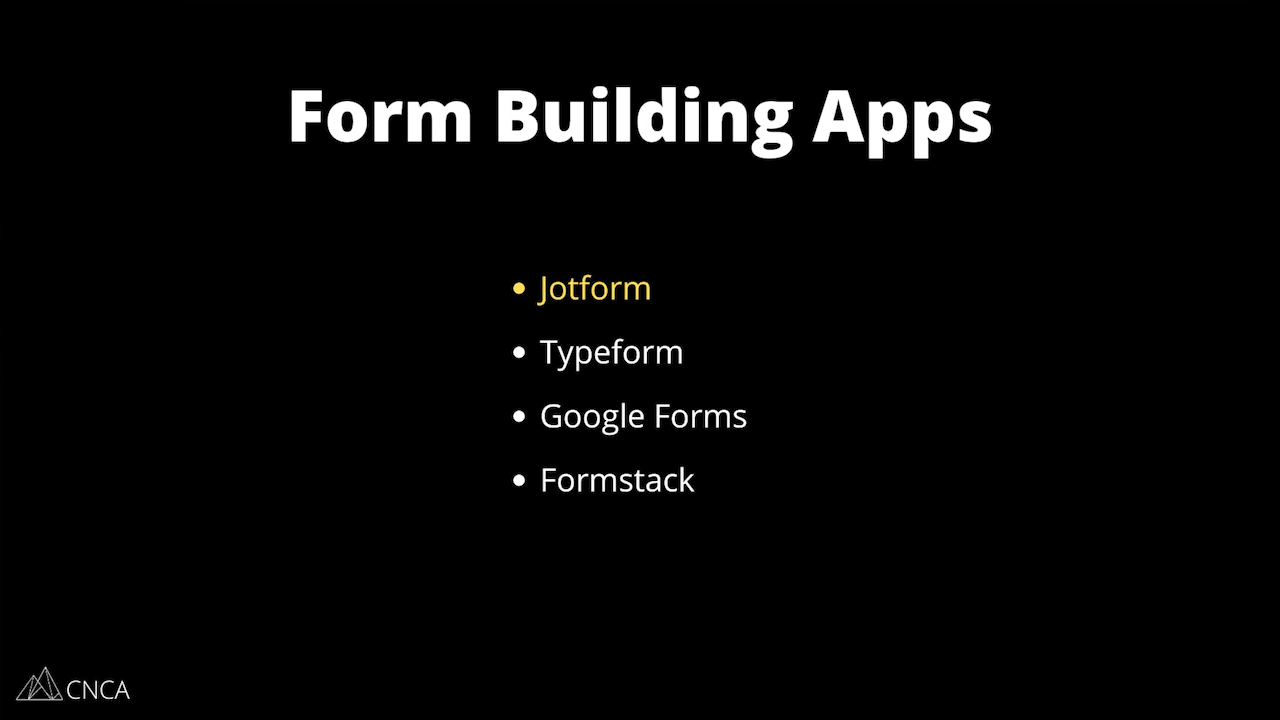 Form Building Apps
• Jotform
• Typeform
• Google Forms
• Formstack
CNCA